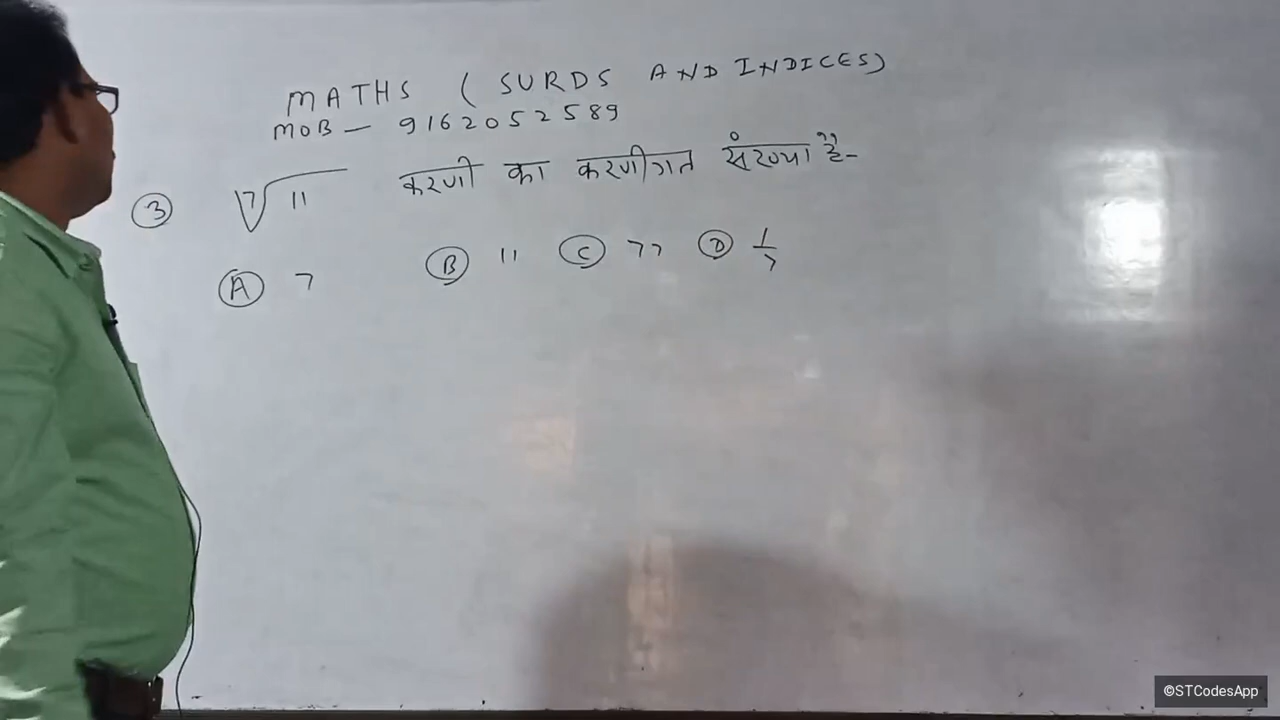 MATHS (SURDS AND INDICES)
MOB - 9162052589
③ ⁷√11 करणी का करणीगत संख्या है-
Ⓐ 7 Ⓑ 11 Ⓒ 77 Ⓓ 1/7
©STCodesApp